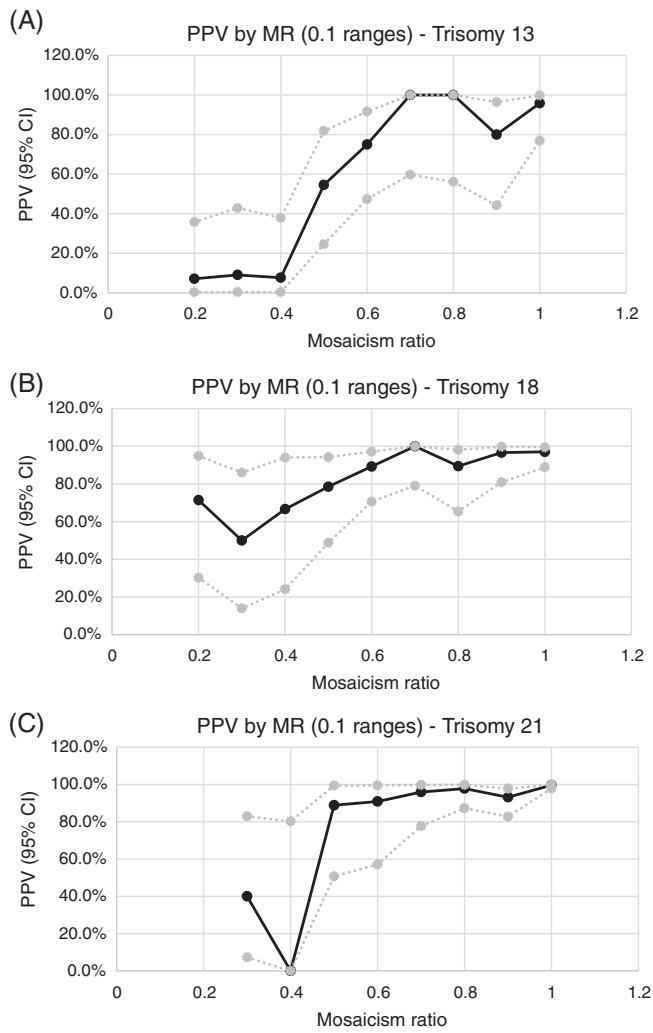 (A)
PPV by MR (0.1 ranges) - Trisomy 13
PPV (95% CI)
120.0%
100.0%
80.0%
60.0%
40.0%
20.0%
0.0%
0 0.2 0.4 0.6 0.8 1 1.2
Mosaicism ratio
(B)
PPV by MR (0.1 ranges) - Trisomy 18
PPV (95% CI)
120.0%
100.0%
80.0%
60.0%
40.0%
20.0%
0.0%
0 0.2 0.4 0.6 0.8 1 1.2
Mosaicism ratio
(C)
PPV by MR (0.1 ranges) - Trisomy 21
PPV (95% CI)
120.0%
100.0%
80.0%
60.0%
40.0%
20.0%
0.0%
0 0.2 0.4 0.6 0.8 1 1.2
Mosaicism ratio